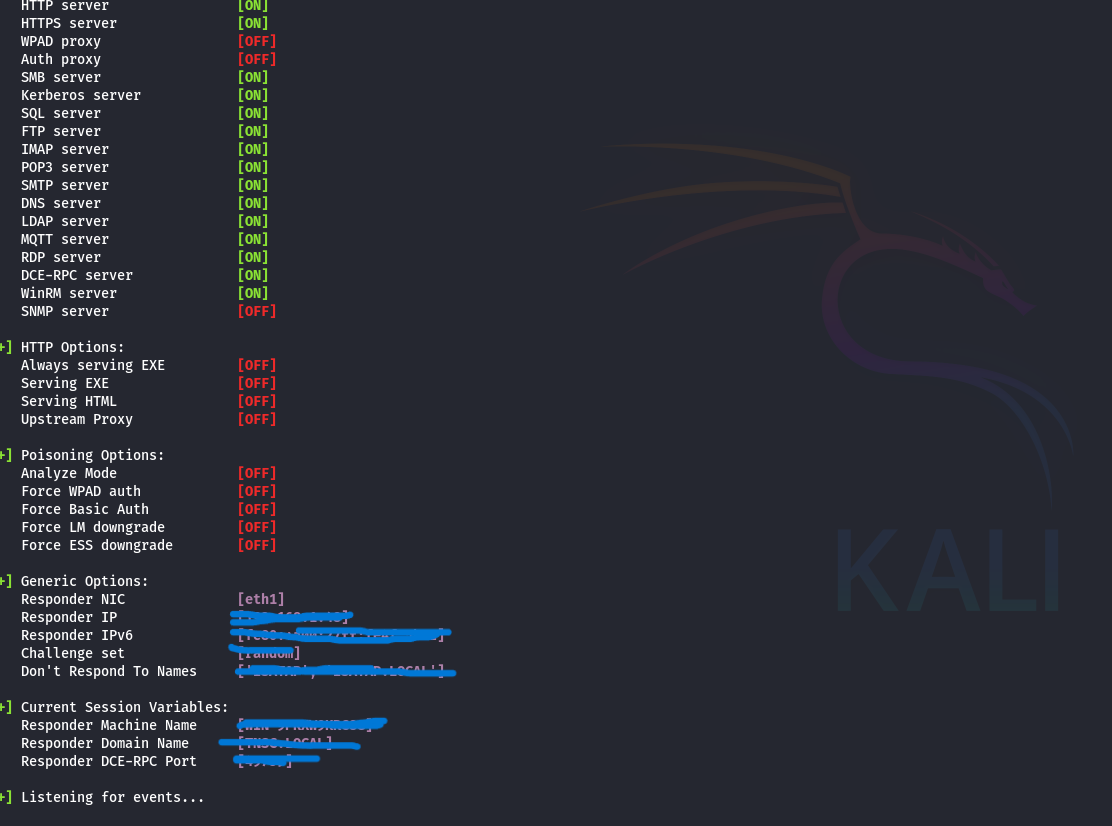 HTTP server [ON]
HTTPS server [ON]
WPAD proxy [OFF]
Auth proxy [OFF]
SMB server [ON]
Kerberos server [ON]
SQL server [ON]
FTP server [ON]
IMAP server [ON]
POP3 server [ON]
SMTP server [ON]
DNS server [ON]
LDAP server [ON]
MQTT server [ON]
RDP server [ON]
DCE-RPC server [ON]
WinRM server [ON]
SNMP server [OFF]
+] HTTP Options:
Always serving EXE [OFF]
Serving EXE [OFF]
Serving HTML [OFF]
Upstream Proxy [OFF]
+] Poisoning Options:
Analyze Mode [OFF]
Force WPAD auth [OFF]
Force Basic Auth [OFF]
Force LM downgrade [OFF]
Force ESS downgrade [OFF]
+] Generic Options:
Responder NIC [eth1]
Responder IP
Responder IPv6
Challenge set [random]
Don't Respond To Names
+] Current Session Variables:
Responder Machine Name
Responder Domain Name
Responder DCE-RPC Port
+] Listening for events...
KALI